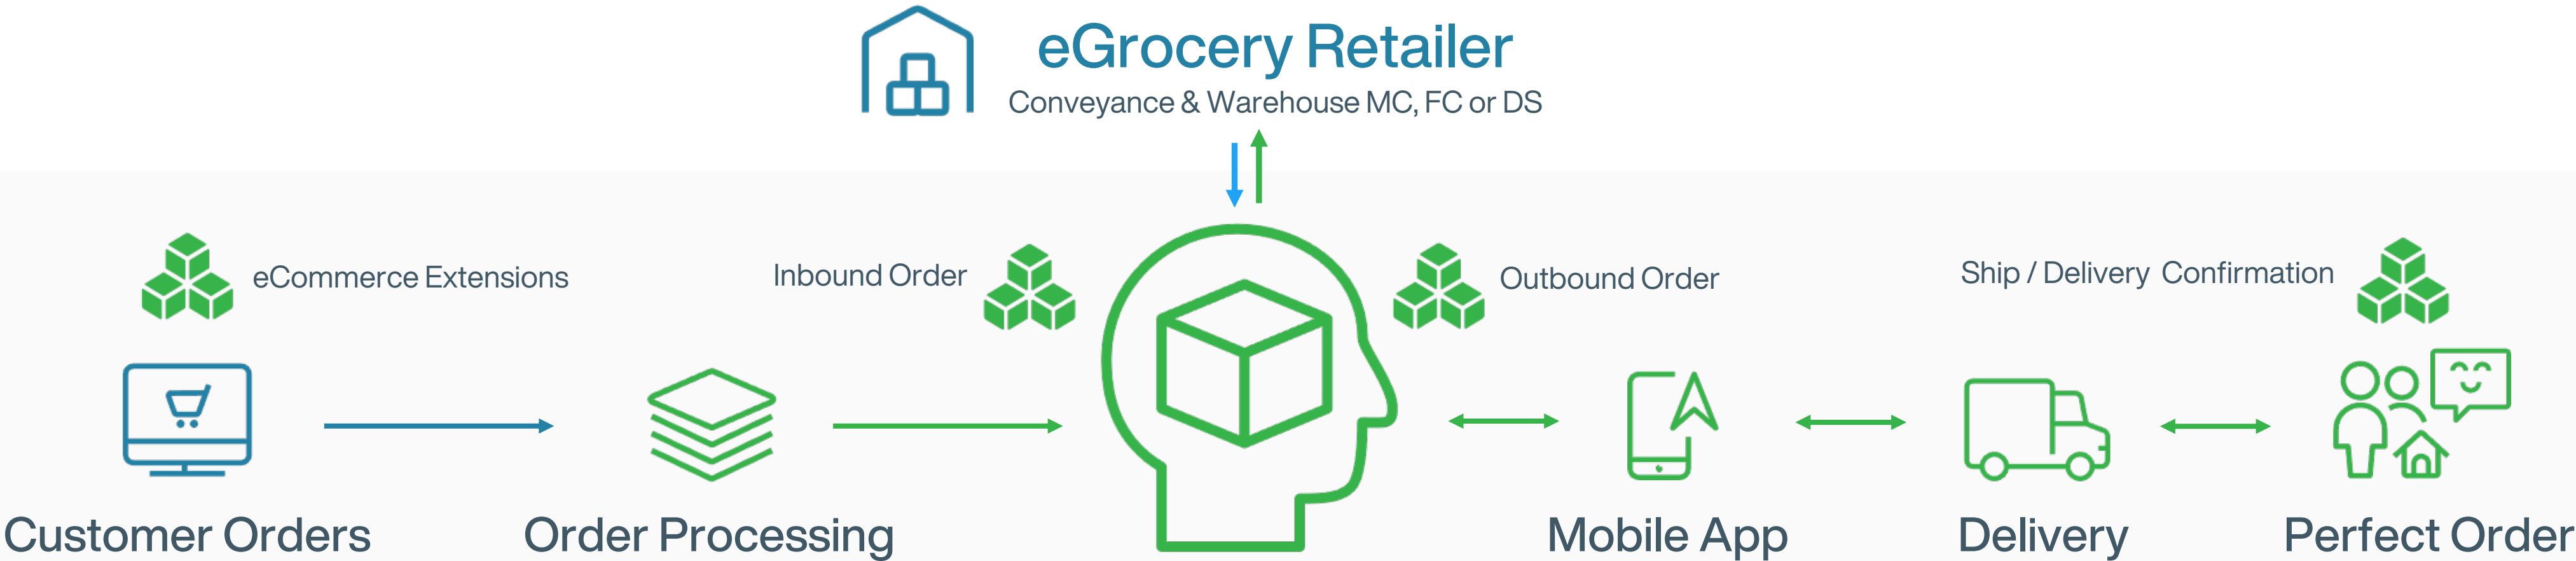 eGrocery Retailer
Conveyance & Warehouse MC, FC or DS
eCommerce Extensions
Inbound Order
Outbound Order
Ship / Delivery Confirmation
Customer Orders
Order Processing
Mobile App
Delivery
Perfect Order